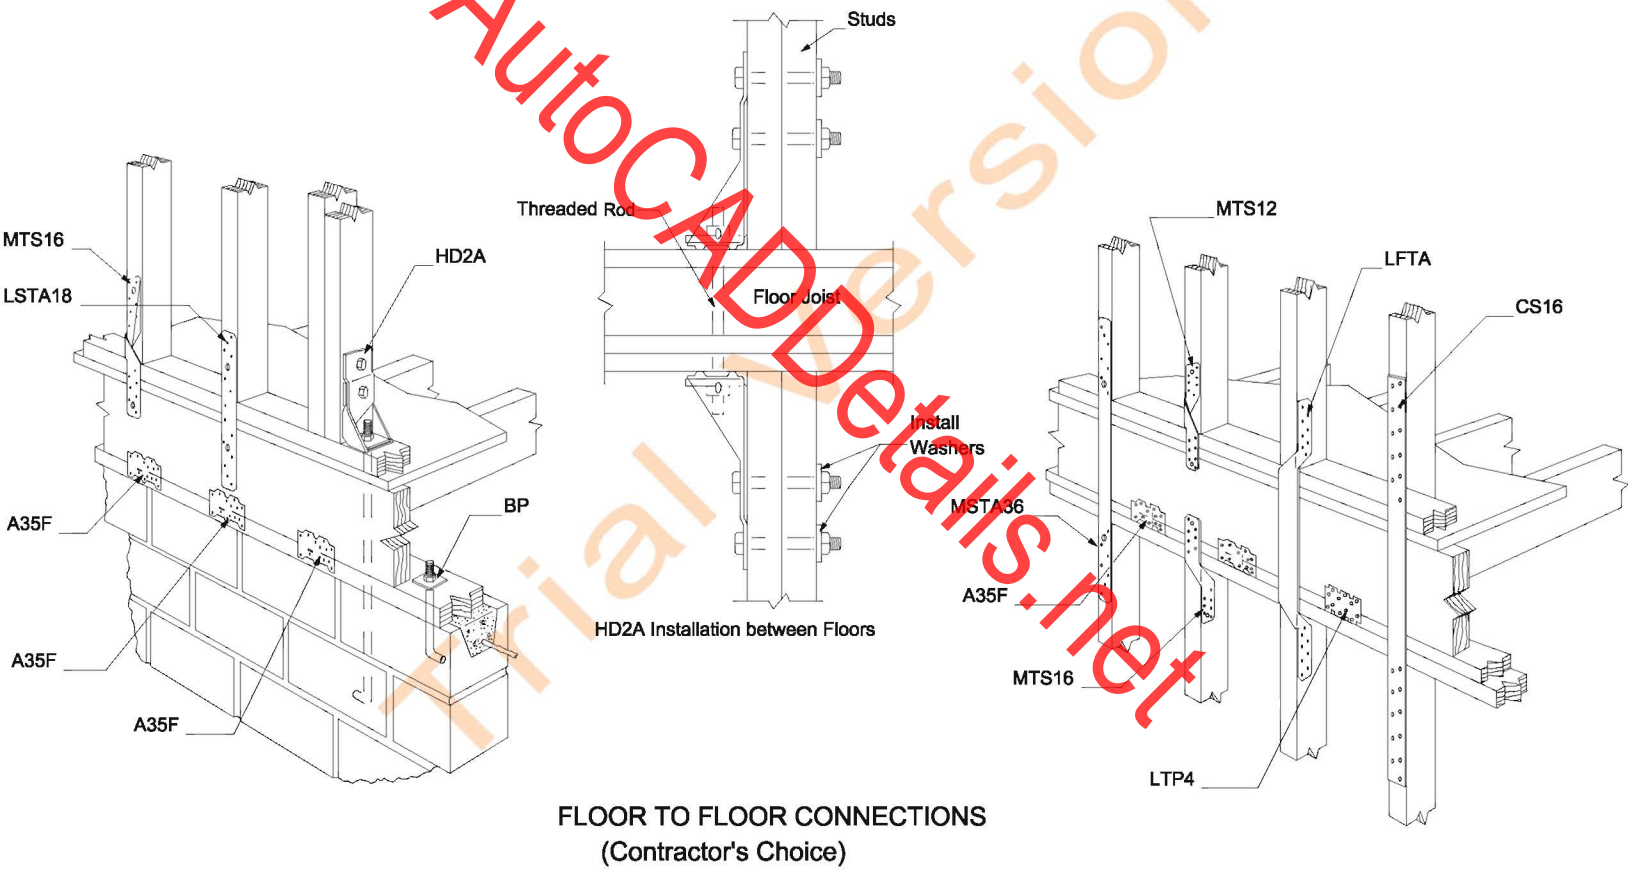 Studs
MTS16
LSTA18
HD2A
Threaded Rod
Floor Joist
MTS12
LFTA
CS16
Install
Washers
A35F
BP
MSTA36
A35F
A35F
A35F
HD2A Installation between Floors
MTS16
LTP4
FLOOR TO FLOOR CONNECTIONS
(Contractor's Choice)
AutoCADDetails.net
Trial Version